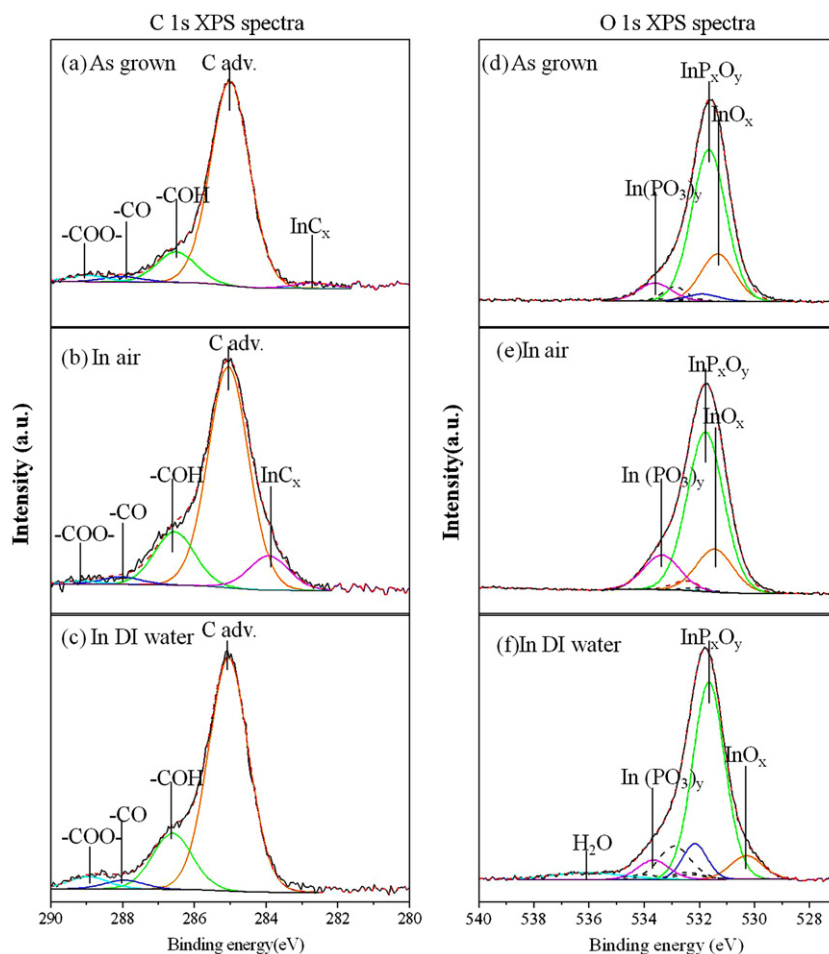 C 1s XPS spectra
(a) As grown
C adv.
-COH
-CO
-COO-
InCₓ
(b) In air
C adv.
-COH
InCₓ
-CO
-COO-
(c) In DI water
C adv.
-COH
-CO
-COO-
290 288 286 284 282 280
Binding energy(eV)
Intensity (a.u.)
O 1s XPS spectra
(d) As grown
InPₓOᵧ
InOₓ
In(PO₃)ᵧ
(e) In air
InPₓOᵧ
InOₓ
In (PO₃)ᵧ
(f)In DI water
InPₓOᵧ
InOₓ
In (PO₃)ᵧ
H₂O
540 538 536 534 532 530 528
Binding energy (eV)
Intensity(a.u.)